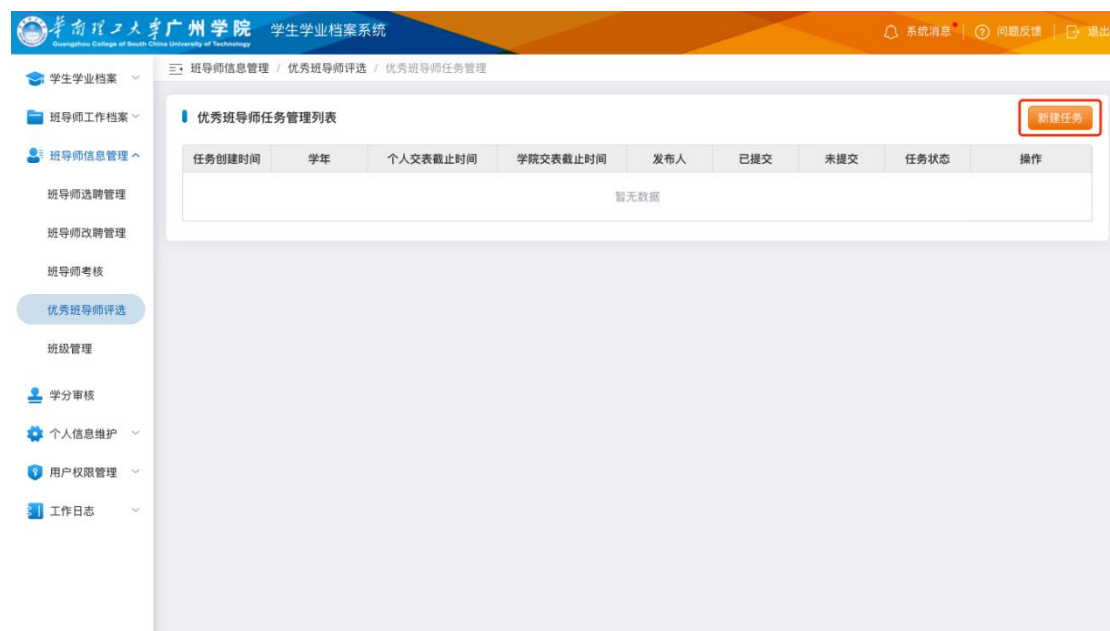 华南理工大学广州学院 学生学业档案系统 系统消息 问题反馈 退出
Guangzhou College of South China University of Technology
学生学业档案
班导师信息管理 / 优秀班导师评选 / 优秀班导师任务管理
班导师工作档案
优秀班导师任务管理列表 新建任务
班导师信息管理
任务创建时间 学年 个人交表截止时间 学院交表截止时间 发布人 已提交 未提交 任务状态 操作
暂无数据
班导师选聘管理
班导师改聘管理
班导师考核
优秀班导师评选
班级管理
学分审核
个人信息维护
用户权限管理
工作日志